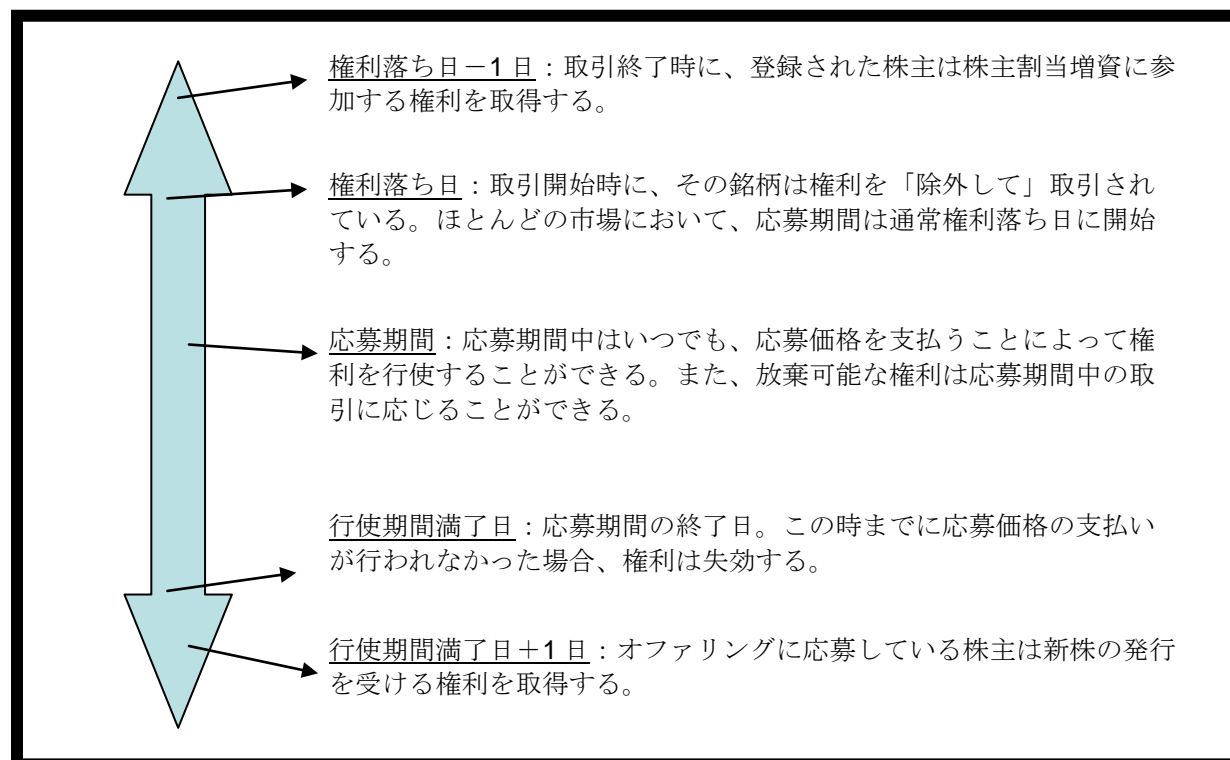 権利落ち日－1 日：取引終了時に、登録された株主は株主割当増資に参
加する権利を取得する。
権利落ち日：取引開始時に、その銘柄は権利を「除外して」取引され
ている。ほとんどの市場において、応募期間は通常権利落ち日に開始
する。
応募期間：応募期間中はいつでも、応募価格を支払うことによって権
利を行使することができる。また、放棄可能な権利は応募期間中の取
引に応じることができる。
行使期間満了日：応募期間の終了日。この時までに応募価格の支払い
が行われなかった場合、権利は失効する。
行使期間満了日＋1 日：オファリングに応募している株主は新株の発行
を受ける権利を取得する。